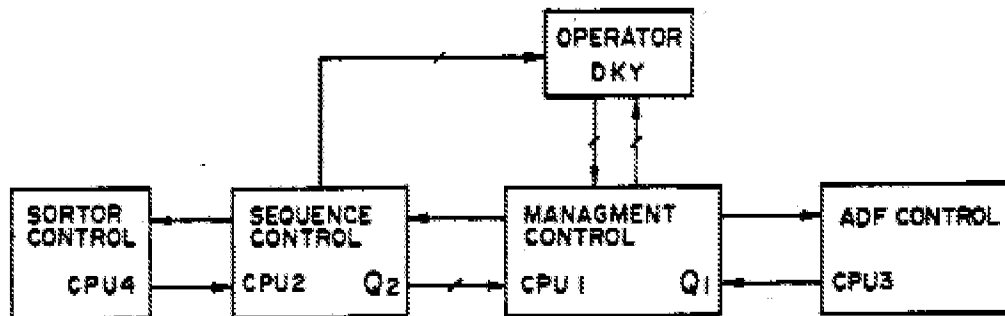 OPERATOR
DKY
SORTOR
CONTROL
CPU4
SEQUENCE
CONTROL
CPU2 Q2
MANAGMENT
CONTROL
CPU1 Q1
ADF CONTROL
CPU3